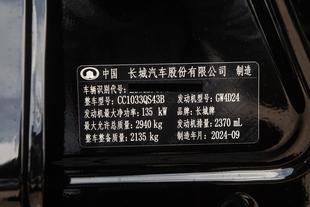 中国 长城汽车股份有限公司 制造
车辆识别代号:
整车型号: CC1033QS43B 发动机型号: GW4D24
发动机最大净功率: 135 kW 品牌: 长城牌
最大允许总质量: 2940 kg 发动机排量: 2370 mL
整车整备质量: 2135 kg 制造年月: 2024-09